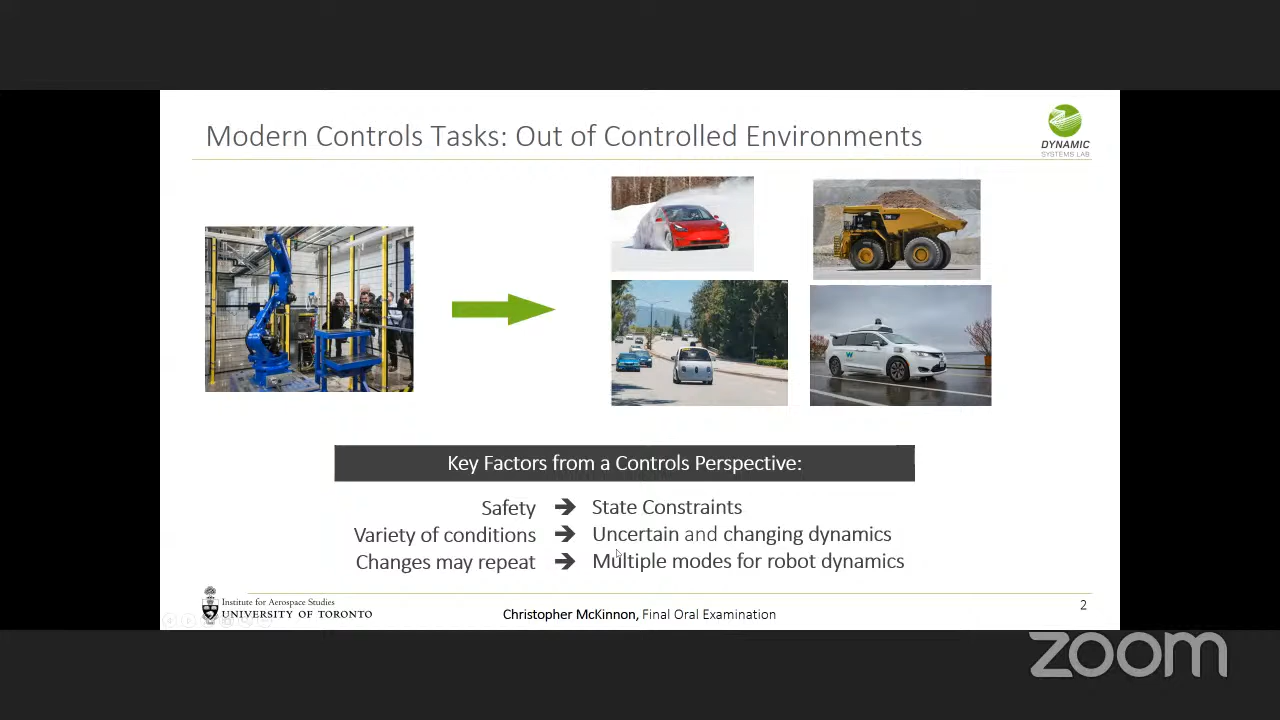 Modern Controls Tasks: Out of Controlled Environments
DYNAMIC
SYSTEMS LAB
Key Factors from a Controls Perspective:
Safety → State Constraints
Variety of conditions → Uncertain and changing dynamics
Changes may repeat → Multiple modes for robot dynamics
Institute for Aerospace Studies
UNIVERSITY OF TORONTO
Christopher McKinnon, Final Oral Examination
2
zoom